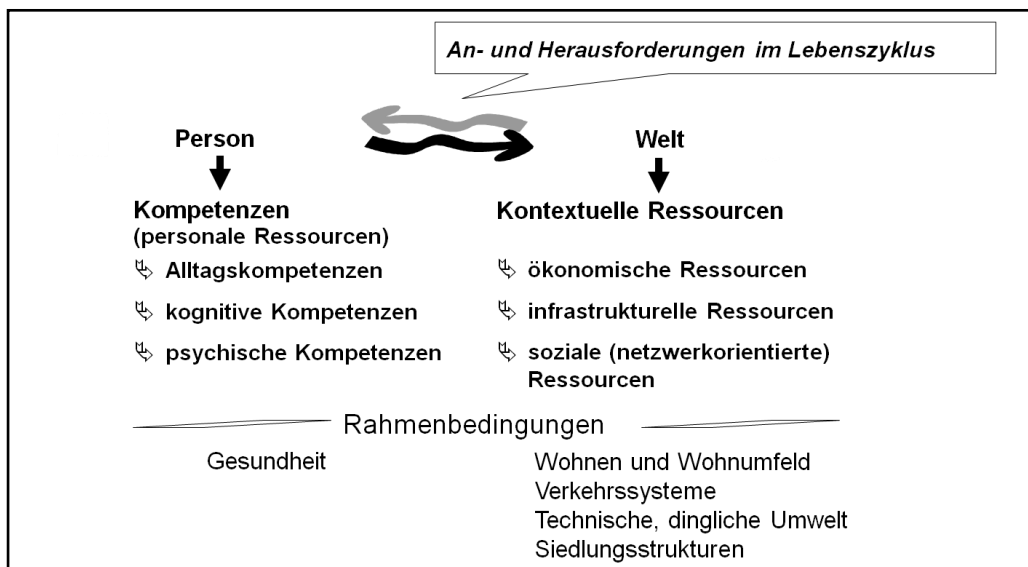 An- und Herausforderungen im Lebenszyklus
Person
Welt
Kompetenzen
(personale Ressourcen)
Alltagskompetenzen
kognitive Kompetenzen
psychische Kompetenzen
Kontextuelle Ressourcen
ökonomische Ressourcen
infrastrukturelle Ressourcen
soziale (netzwerkorientierte)
Ressourcen
Rahmenbedingungen
Gesundheit
Wohnen und Wohnumfeld
Verkehrssysteme
Technische, dingliche Umwelt
Siedlungsstrukturen